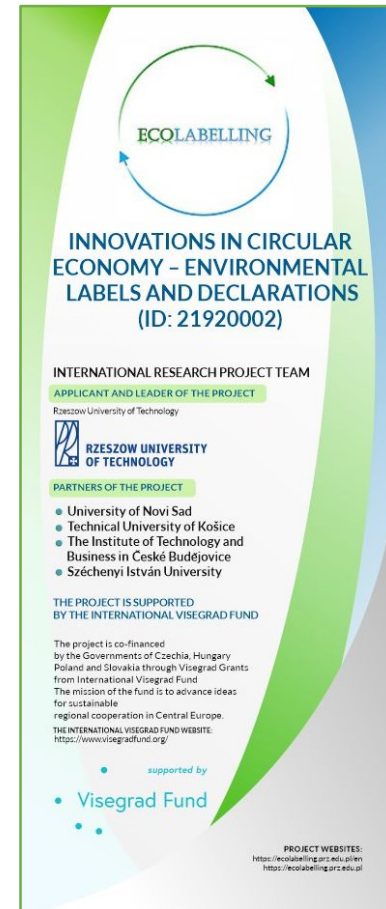 ECOLABELLING
INNOVATIONS IN CIRCULAR
ECONOMY – ENVIRONMENTAL
LABELS AND DECLARATIONS
(ID: 21920002)
INTERNATIONAL RESEARCH PROJECT TEAM
APPLICANT AND LEADER OF THE PROJECT
Rzeszow University of Technology
RZESZOW UNIVERSITY
OF TECHNOLOGY
PARTNERS OF THE PROJECT
University of Novi Sad
Technical University of Košice
The Institute of Technology and
Business in České Budějovice
Széchenyi István University
THE PROJECT IS SUPPORTED
BY THE INTERNATIONAL VISEGRAD FUND
The project is co-financed
by the Governments of Czechia, Hungary
Poland and Slovakia through Visegrad Grants
from International Visegrad Fund
The mission of the fund is to advance ideas
for sustainable
regional cooperation in Central Europe.
THE INTERNATIONAL VISEGRAD FUND WEBSITE:
https://www.visegradfund.org/
supported by
Visegrad Fund
PROJECT WEBSITES:
https://ecolabelling.prz.edu.pl/en
https://ecolabelling.prz.edu.pl